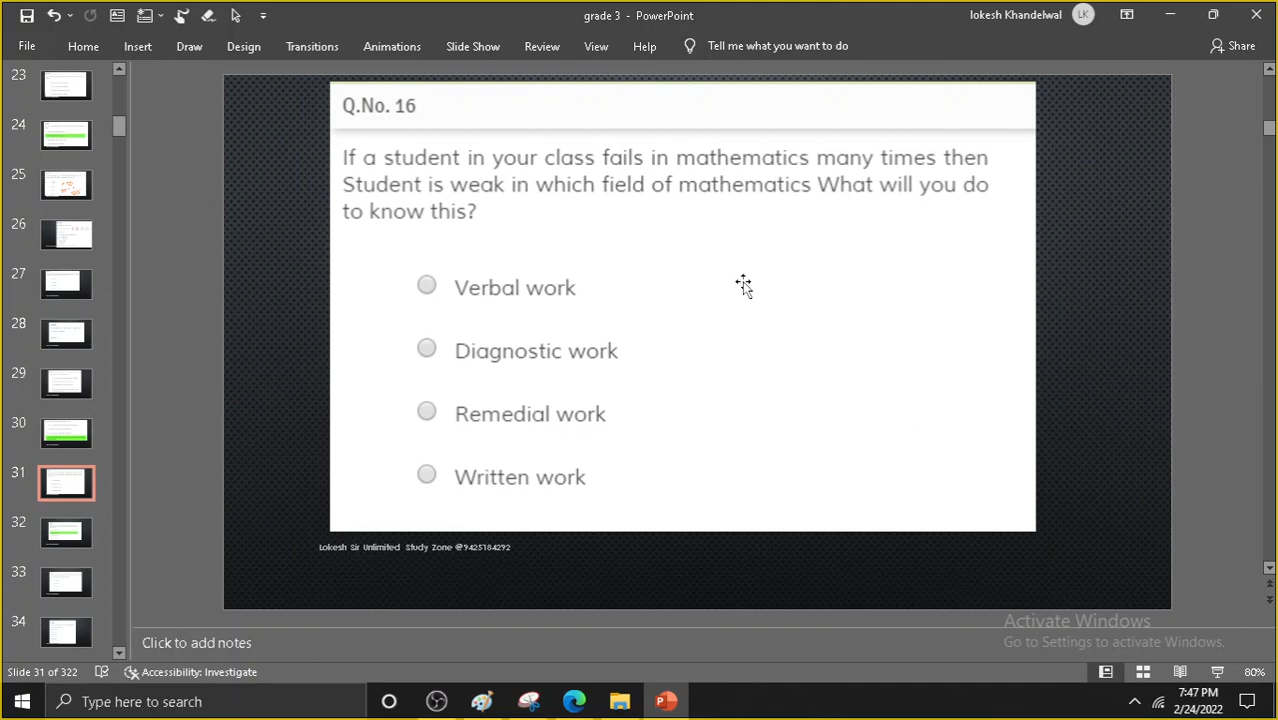 grade 3 - PowerPoint
lokesh Khandelwal
LK
File Home Insert Draw Design Transitions Animations Slide Show Review View Help Tell me what you want to do Share
23
24
25
26
27
28
29
30
31
32
33
34
Q.No. 16
If a student in your class fails in mathematics many times then
Student is weak in which field of mathematics What will you do
to know this?
Verbal work
Diagnostic work
Remedial work
Written work
Lokesh Sir Unlimited Study Zone @9425184292
Activate Windows
Go to Settings to activate Windows.
Click to add notes
Slide 31 of 322
Accessibility: Investigate
80%
Type here to search
7:47 PM
2/24/2022